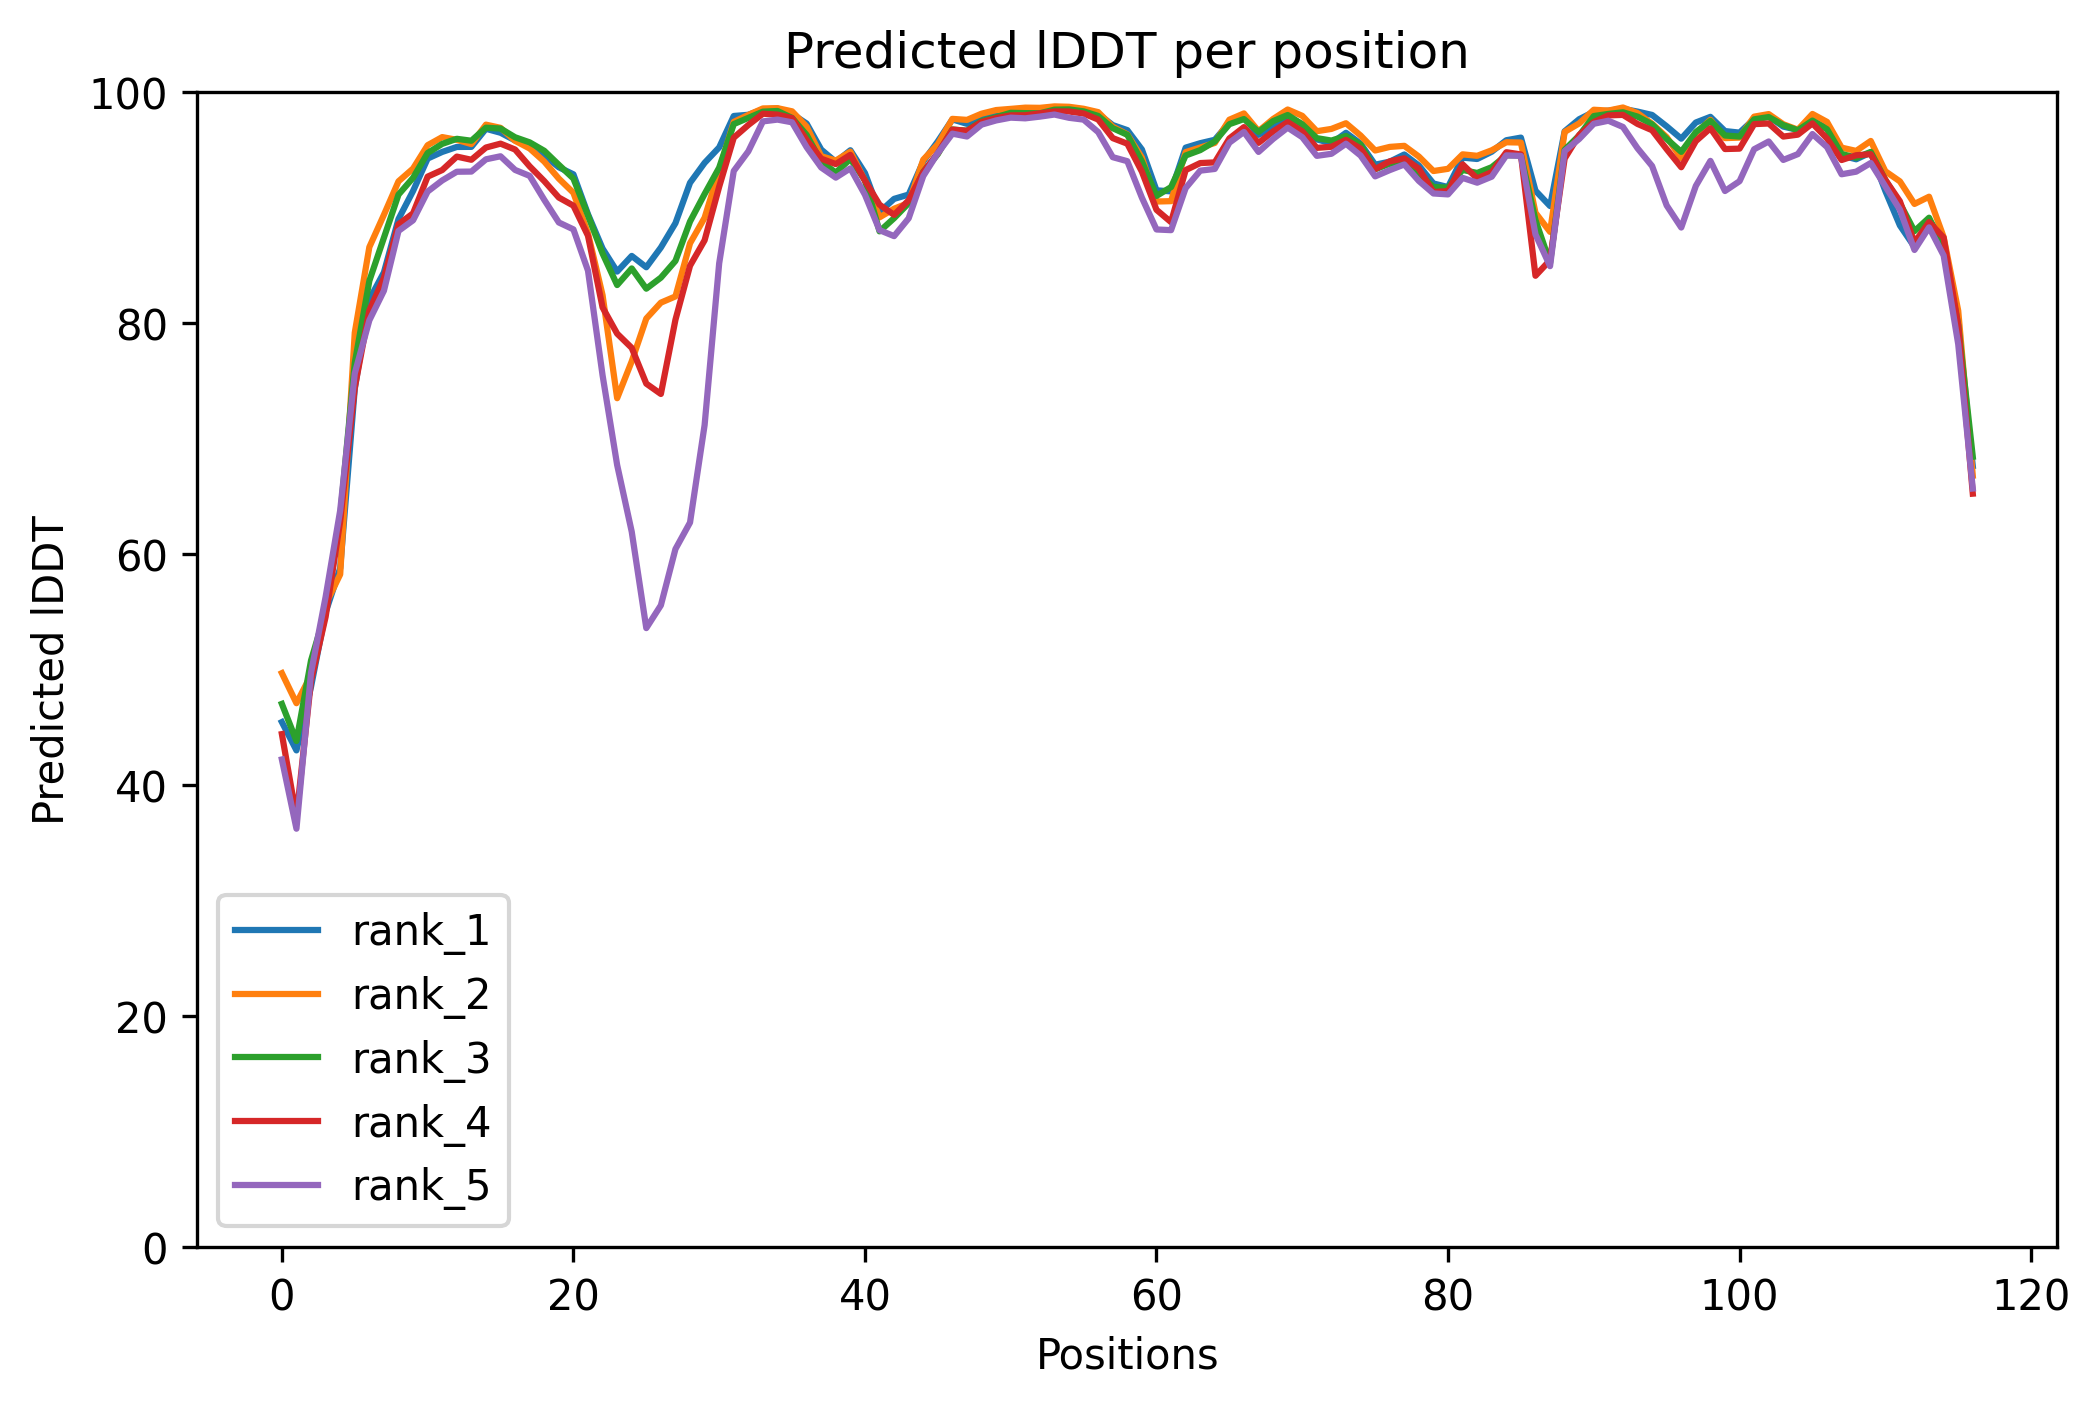 Predicted lDDT per position
Predicted lDDT
100
80
60
40
20
0
rank_1
rank_2
rank_3
rank_4
rank_5
0 20 40 60 80 100 120
Positions